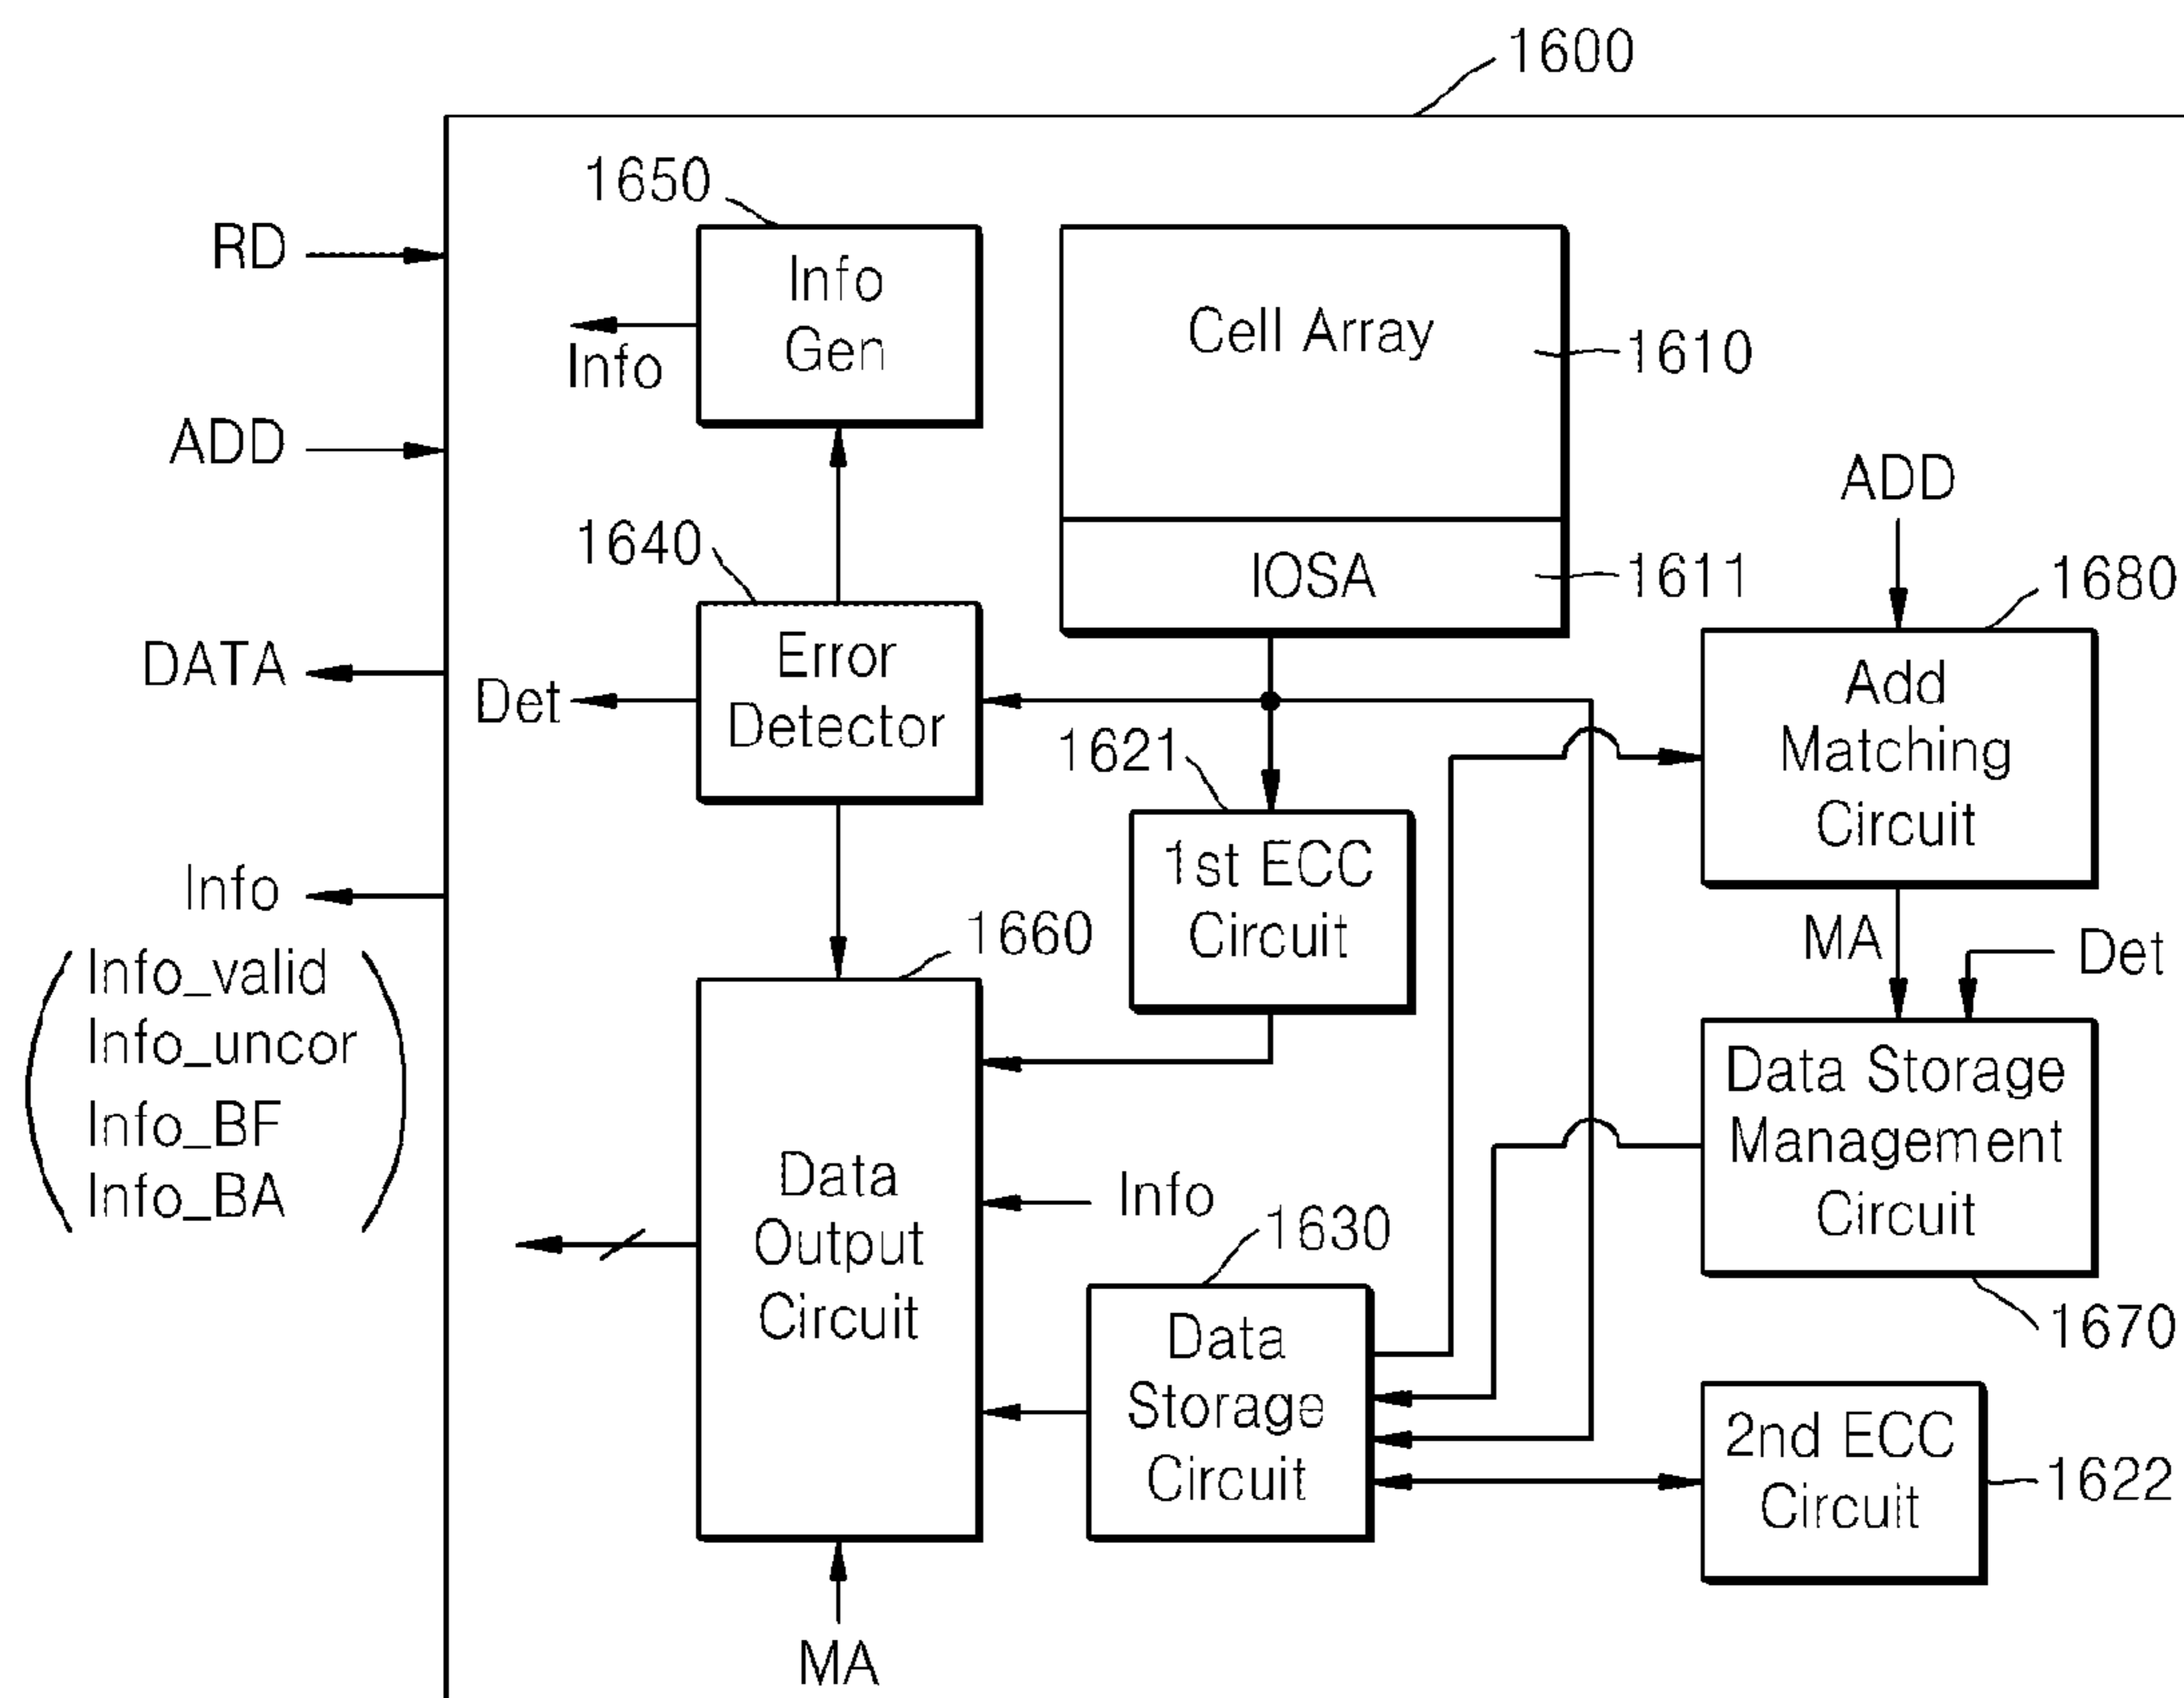 1600
1650
RD
Info
Gen
Info
Cell Array
1610
ADD
ADD
1640
IOSA
1611
1680
DATA
Error
Detector
Det
1621
Add
Matching
Circuit
Info
1st ECC
Circuit
1660
MA
Det
Info_valid
Info_uncor
Info_BF
Info_BA
Data Storage
Management
Circuit
Data
Output
Circuit
Info
1630
1670
Data
Storage
Circuit
2nd ECC
Circuit
1622
MA